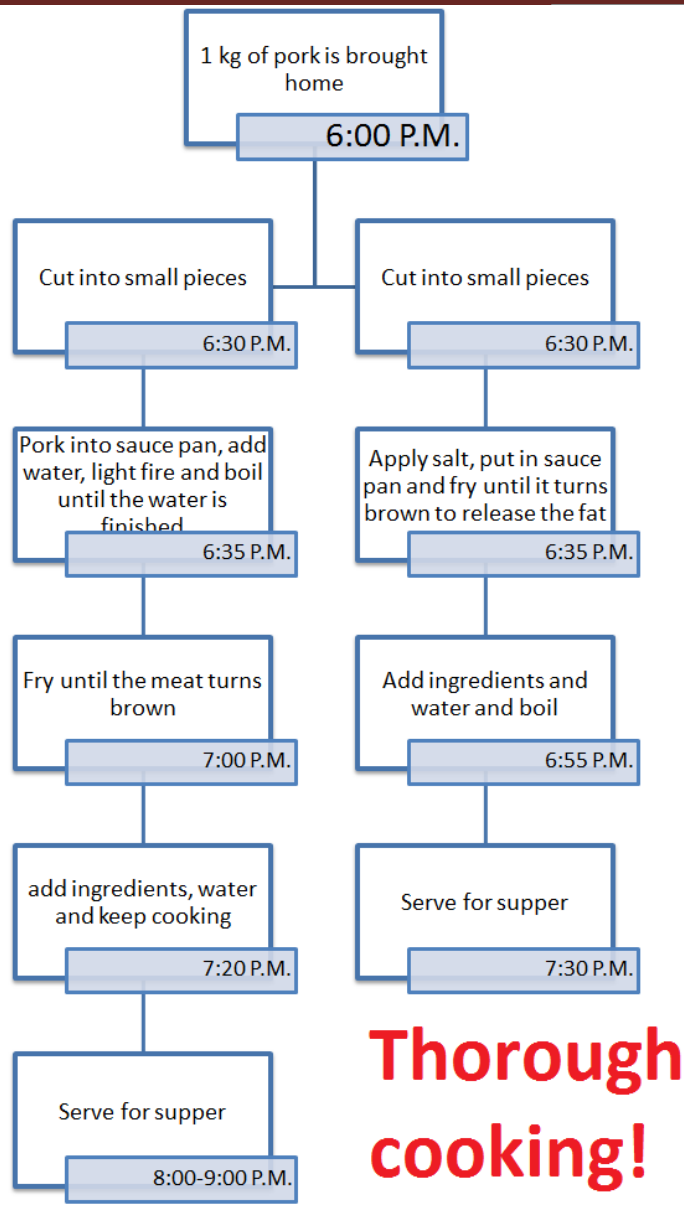 1 kg of pork is brought
home
6:00 P.M.
Cut into small pieces
6:30 P.M.
Pork into sauce pan, add
water, light fire and boil
until the water is
finished
6:35 P.M.
Fry until the meat turns
brown
7:00 P.M.
add ingredients, water
and keep cooking
7:20 P.M.
Serve for supper
8:00-9:00 P.M.
Cut into small pieces
6:30 P.M.
Apply salt, put in sauce
pan and fry until it turns
brown to release the fat
6:35 P.M.
Add ingredients and
water and boil
6:55 P.M.
Serve for supper
7:30 P.M.
Thorough
cooking!